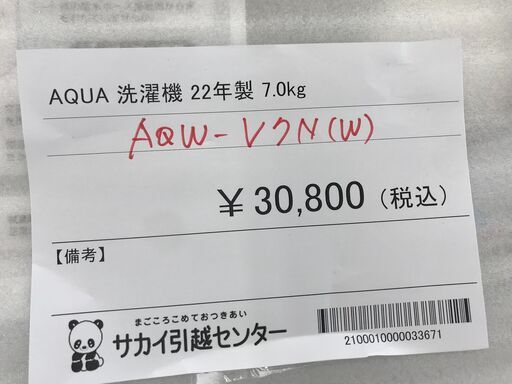 AQUA 洗濯機 22年製 7.0kg
AQW-V7N(W)
￥30,800（税込）
【備考】
まごころこめておつきあい
サカイ引越センター
2100010000033671